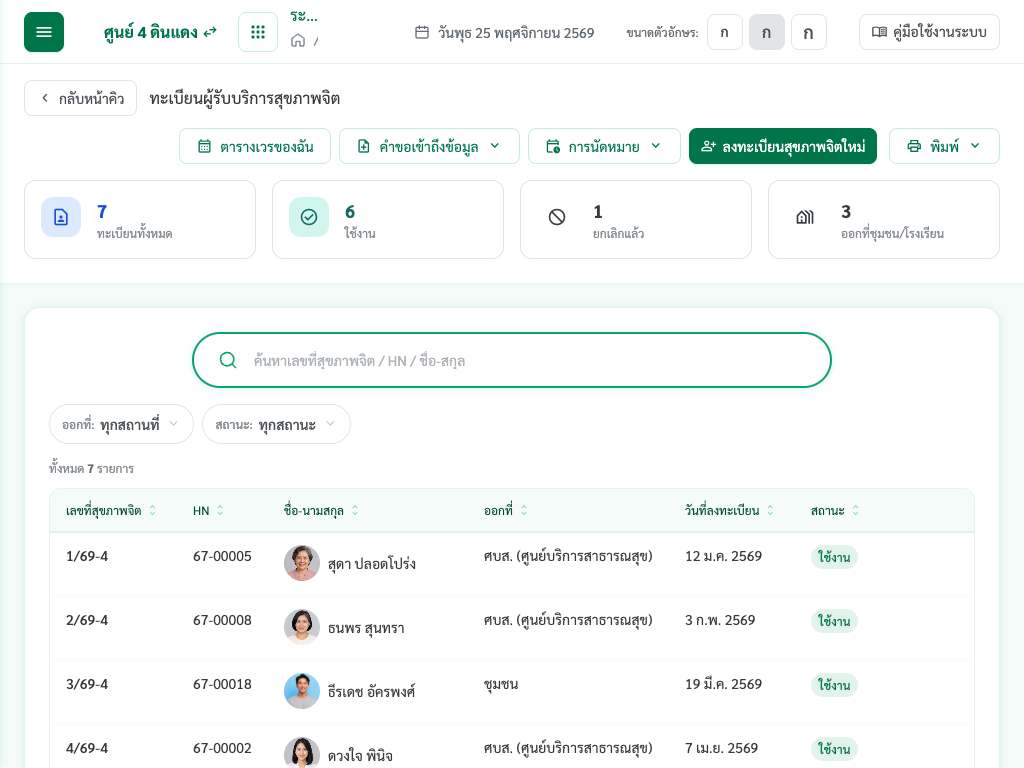 ศูนย์ 4 ดินแดง
ระ...
/
วันพุธ 25 พฤศจิกายน 2569
ขนาดตัวอักษร:
ก ก ก
คู่มือใช้งานระบบ
กลับหน้าคิว
ทะเบียนผู้รับบริการสุขภาพจิต
ตารางเวรของฉัน
คำขอเข้าถึงข้อมูล
การนัดหมาย
ลงทะเบียนสุขภาพจิตใหม่
พิมพ์
7
ทะเบียนทั้งหมด
6
ใช้งาน
1
ยกเลิกแล้ว
3
ออกที่ชุมชน/โรงเรียน
ค้นหาเลขที่สุขภาพจิต / HN / ชื่อ-สกุล
ออกที่: ทุกสถานที่
สถานะ: ทุกสถานะ
ทั้งหมด 7 รายการ
เลขที่สุขภาพจิต HN ชื่อ-นามสกุล ออกที่ วันที่ลงทะเบียน สถานะ
1/69-4 67-00005 สุดา ปลอดโปร่ง ศบส. (ศูนย์บริการสาธารณสุข) 12 ม.ค. 2569 ใช้งาน
2/69-4 67-00008 ธนพร สุนทรา ศบส. (ศูนย์บริการสาธารณสุข) 3 ก.พ. 2569 ใช้งาน
3/69-4 67-00018 ธีรเดช อัครพงศ์ ชุมชน 19 มี.ค. 2569 ใช้งาน
4/69-4 67-00002 ดวงใจ พินิจ ศบส. (ศูนย์บริการสาธารณสุข) 7 เม.ย. 2569 ใช้งาน